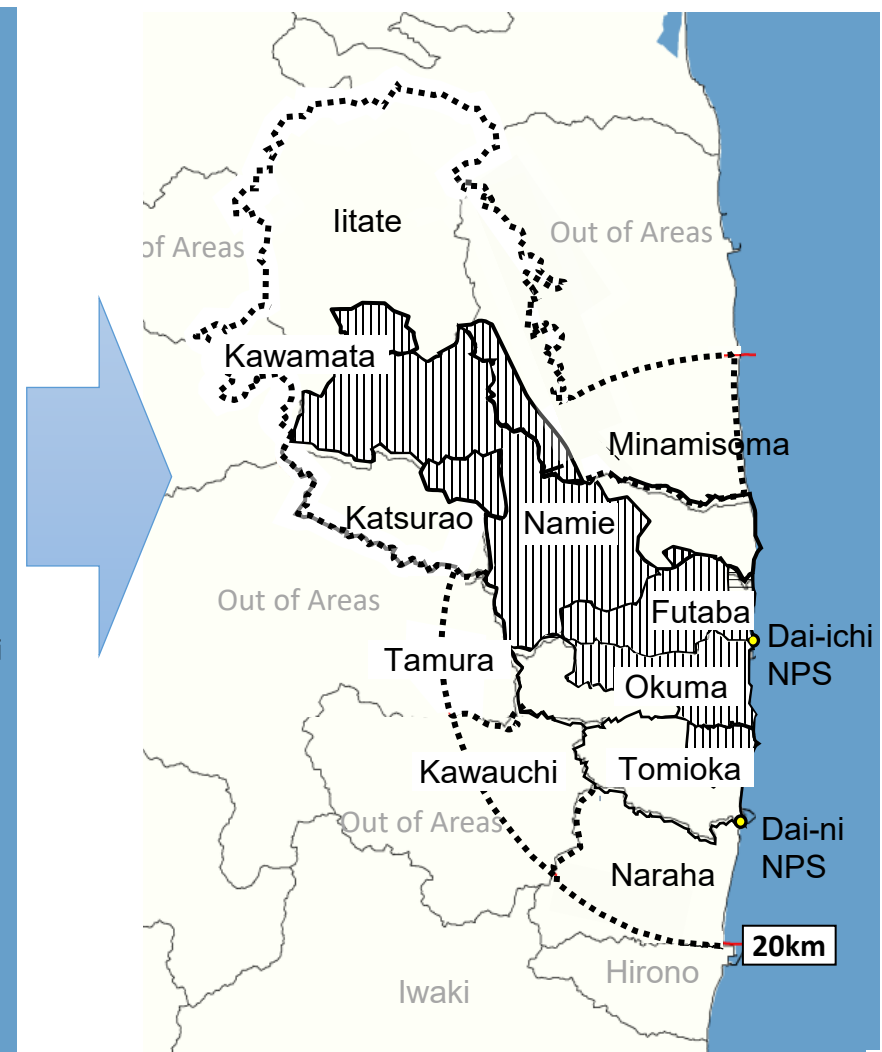 Iitate
Out of Areas
of Areas
Kawamata
Minamisoma
Katsurao
Namie
Out of Areas
Futaba
Dai-ichi
NPS
Tamura
Okuma
Kawauchi
Tomioka
Out of Areas
Dai-ni
NPS
Naraha
20km
Hirono
Iwaki